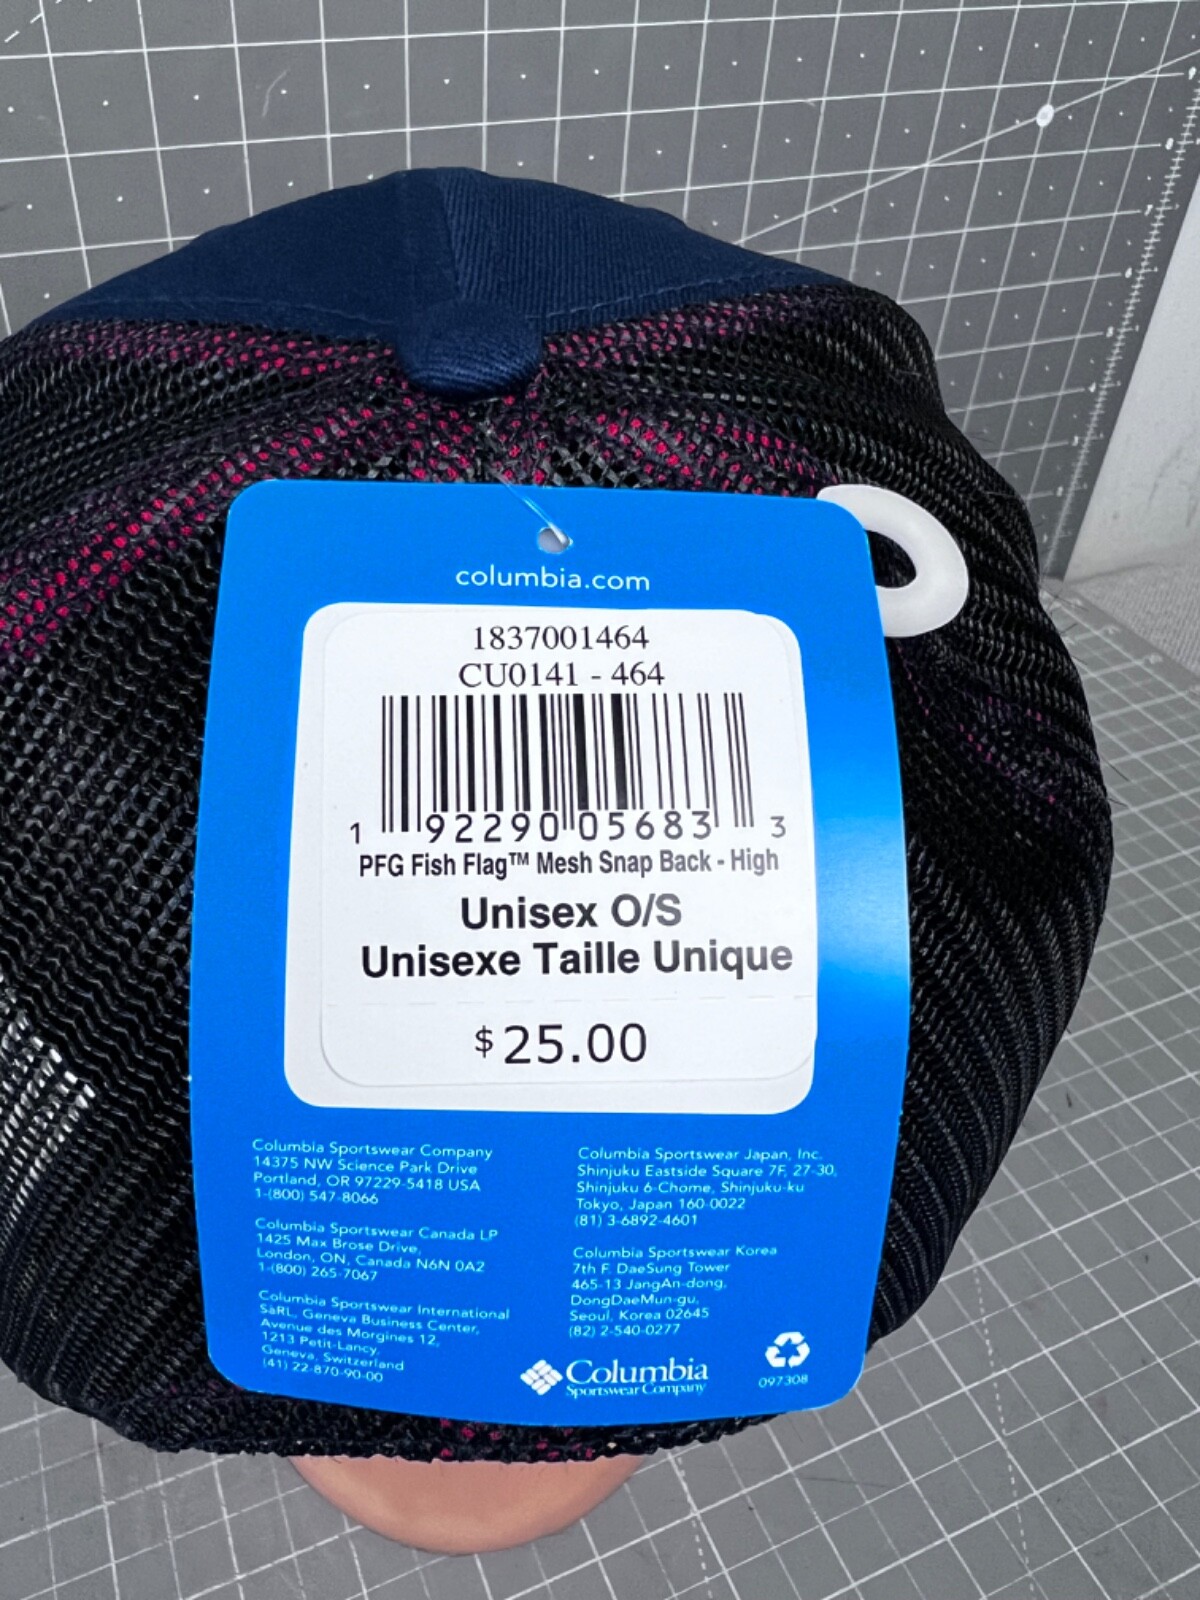 columbia.com
1837001464
CU0141 - 464
1 92290 05683 3
PFG Fish Flag™ Mesh Snap Back - High
Unisex O/S
Unisexe Taille Unique
$25.00
Columbia Sportswear Company
14375 NW Science Park Drive
Portland, OR 97229-5418 USA
1-(800) 547-8066
Columbia Sportswear Canada LP
1425 Max Brose Drive,
London, ON, Canada N6N 0A2
1-(800) 265-7067
Columbia Sportswear International
SàRL, Geneva Business Center,
Avenue des Morgines 12,
1213 Petit-Lancy,
Geneva, Switzerland
(41) 22-870-90-00
Columbia Sportswear Japan, Inc.
Shinjuku Eastside Square 7F, 27-30,
Shinjuku 6-Chome, Shinjuku-ku
Tokyo, Japan 160-0022
(81) 3-6892-4601
Columbia Sportswear Korea
7th F. DaeSung Tower
465-13 JangAn-dong,
DongDaeMun-gu,
Seoul, Korea 02645
(82) 2-540-0277
Columbia
Sportswear Company
097308